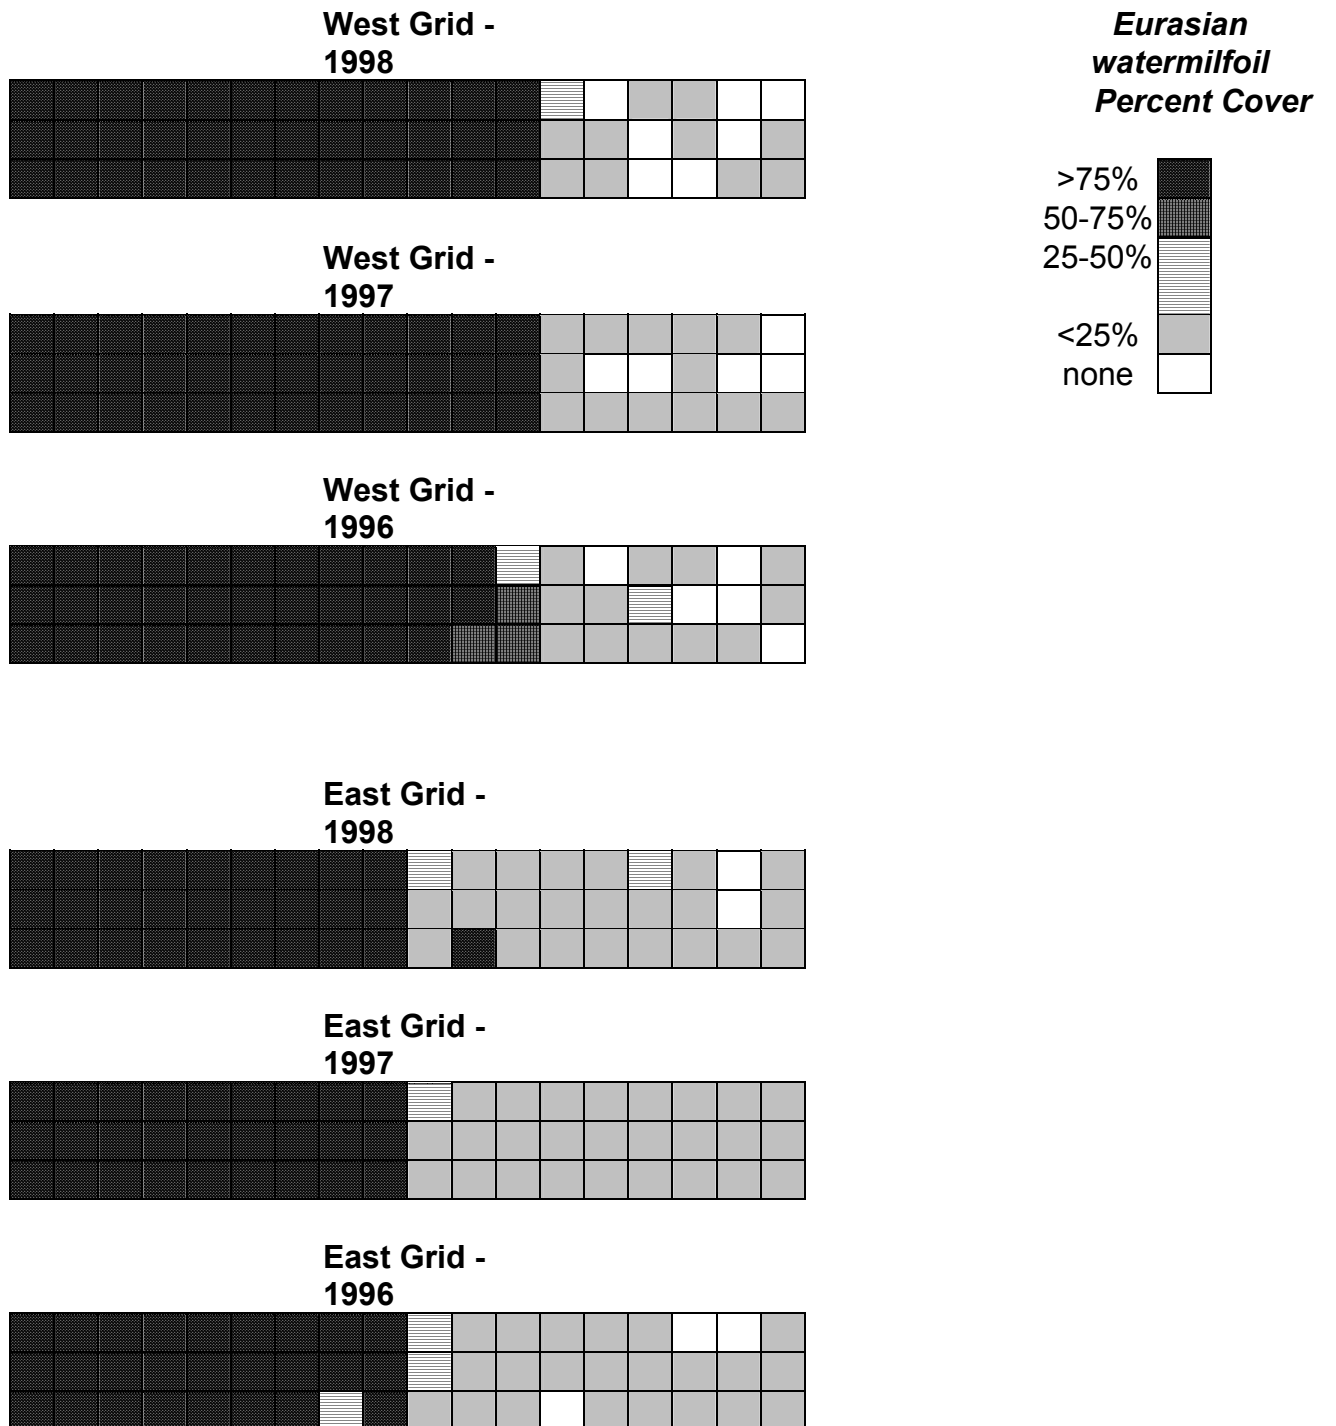 West Grid -
1998
Eurasian
watermilfoil
Percent Cover
>75%
50-75%
25-50%
<25%
none
West Grid -
1997
West Grid -
1996
East Grid -
1998
East Grid -
1997
East Grid -
1996